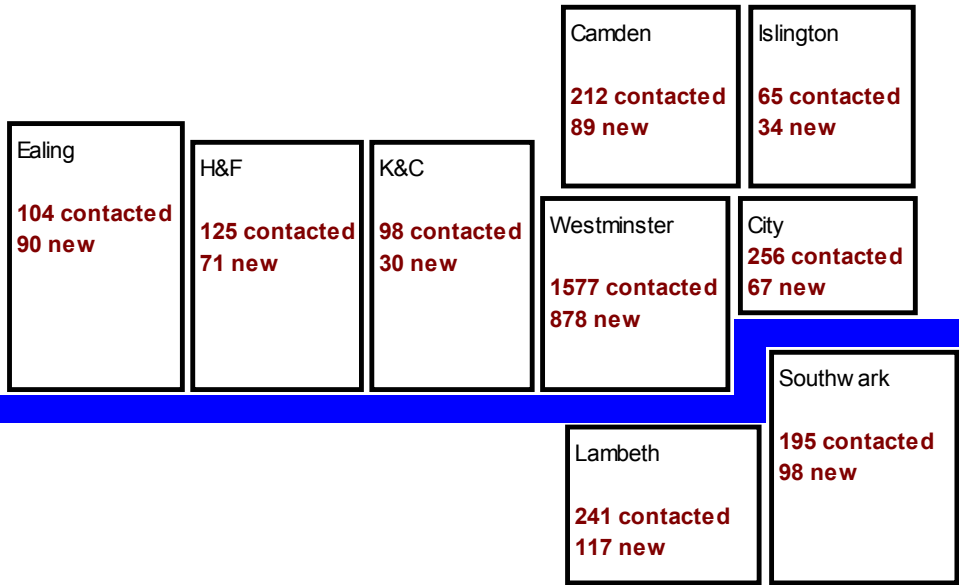 Camden
212 contacted
89 new
Islington
65 contacted
34 new
Ealing
104 contacted
90 new
H&F
125 contacted
71 new
K&C
98 contacted
30 new
Westminster
1577 contacted
878 new
City
256 contacted
67 new
Southwark
195 contacted
98 new
Lambeth
241 contacted
117 new